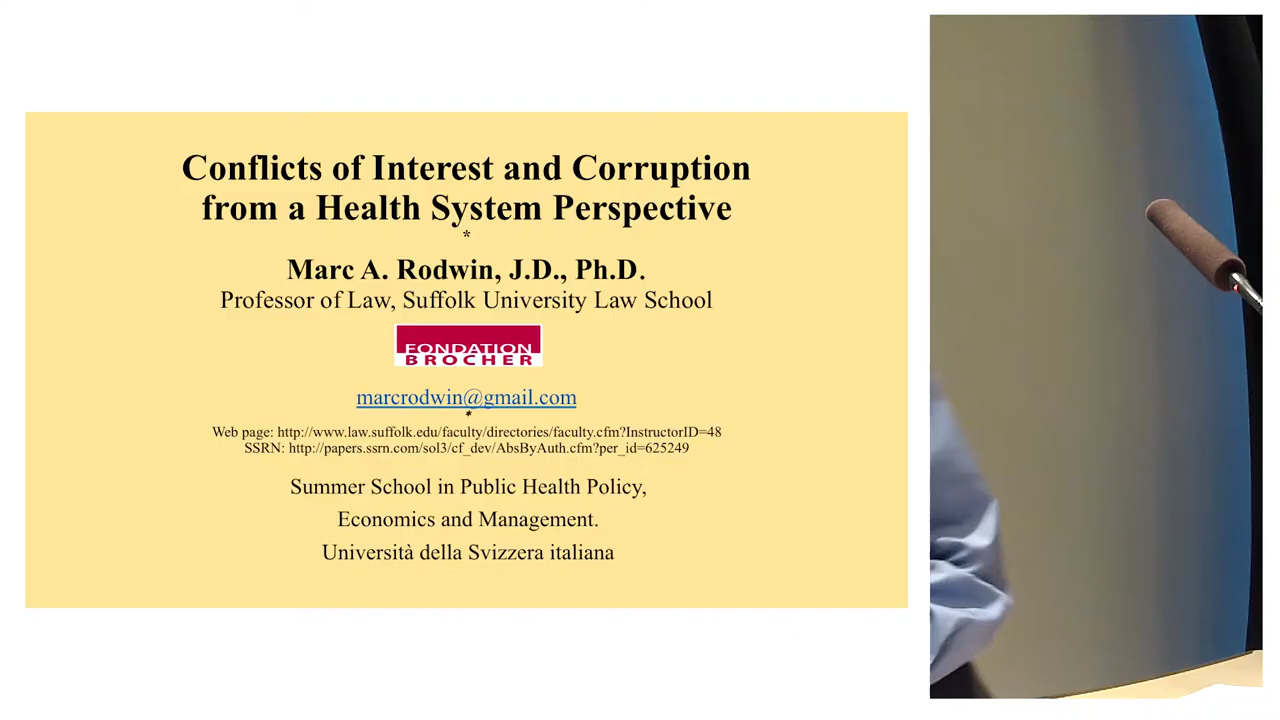 Conflicts of Interest and Corruption
from a Health System Perspective
*
Marc A. Rodwin, J.D., Ph.D.
Professor of Law, Suffolk University Law School
FONDATION
BROCHER
marcrodwin@gmail.com
*
Web page: http://www.law.suffolk.edu/faculty/directories/faculty.cfm?InstructorID=48
SSRN: http://papers.ssrn.com/sol3/cf_dev/AbsByAuth.cfm?per_id=625249
Summer School in Public Health Policy,
Economics and Management.
Università della Svizzera italiana